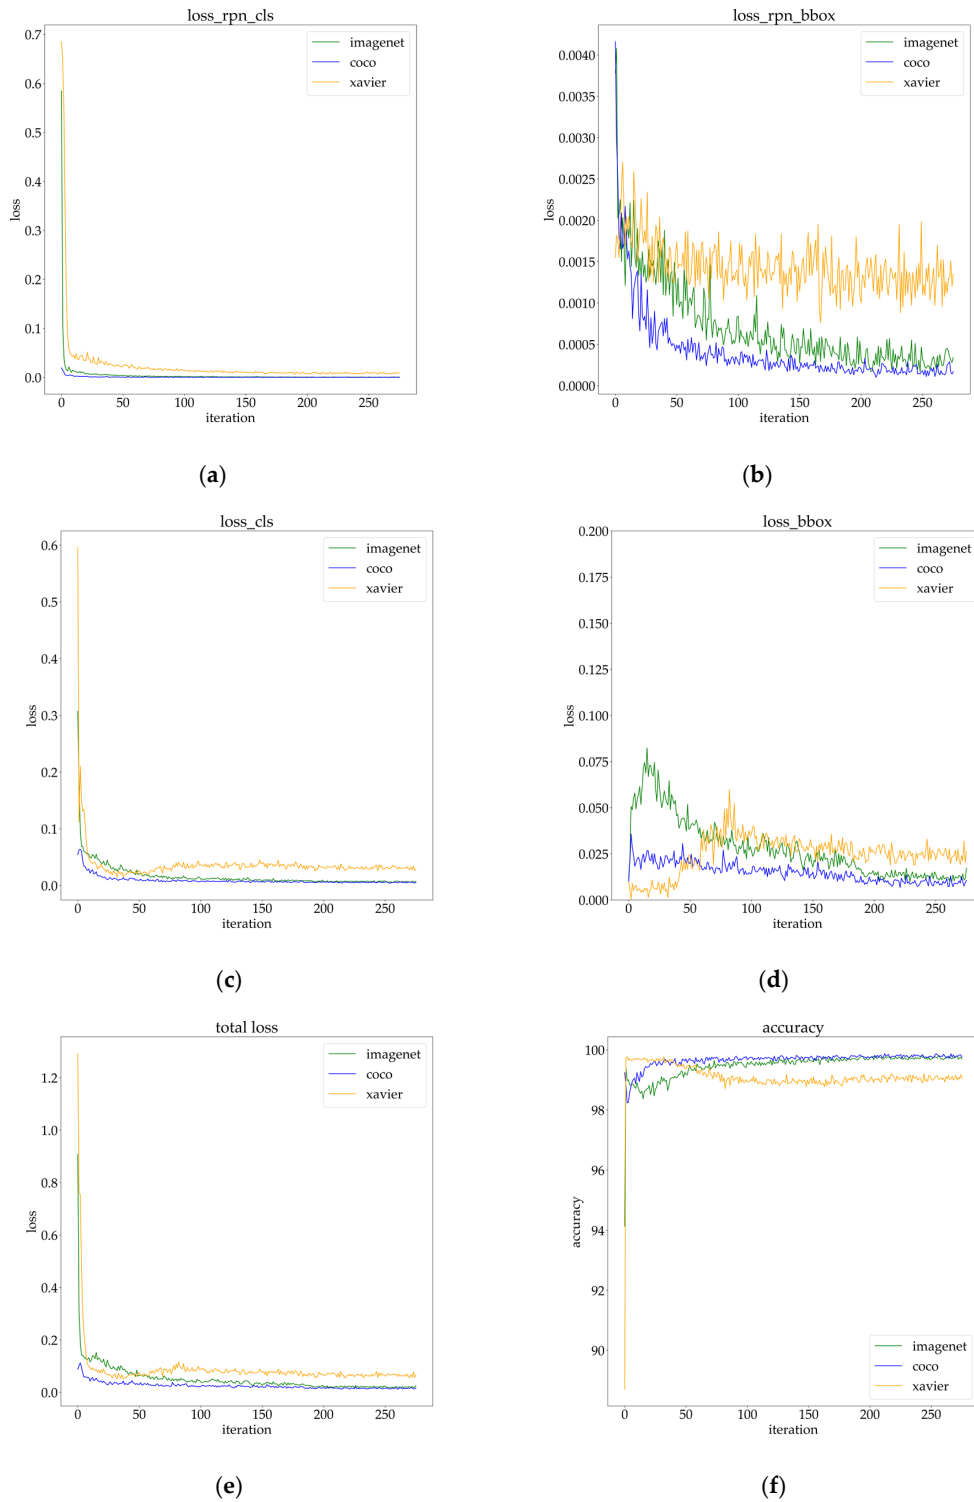 loss_rpn_cls
imagenet
coco
xavier
0.7
0.6
0.5
0.4
0.3
0.2
0.1
0.0
loss
0 50 100 150 200 250
iteration
(a)
loss_rpn_bbox
imagenet
coco
xavier
0.0040
0.0035
0.0030
0.0025
0.0020
0.0015
0.0010
0.0005
0.0000
loss
0 50 100 150 200 250
iteration
(b)
loss_cls
imagenet
coco
xavier
0.6
0.5
0.4
0.3
0.2
0.1
0.0
loss
0 50 100 150 200 250
iteration
(c)
loss_bbox
imagenet
coco
xavier
0.200
0.175
0.150
0.125
0.100
0.075
0.050
0.025
0.000
loss
0 50 100 150 200 250
iteration
(d)
total loss
imagenet
coco
xavier
1.2
1.0
0.8
0.6
0.4
0.2
0.0
loss
0 50 100 150 200 250
iteration
(e)
accuracy
100
98
96
94
92
90
accuracy
imagenet
coco
xavier
0 50 100 150 200 250
iteration
(f)